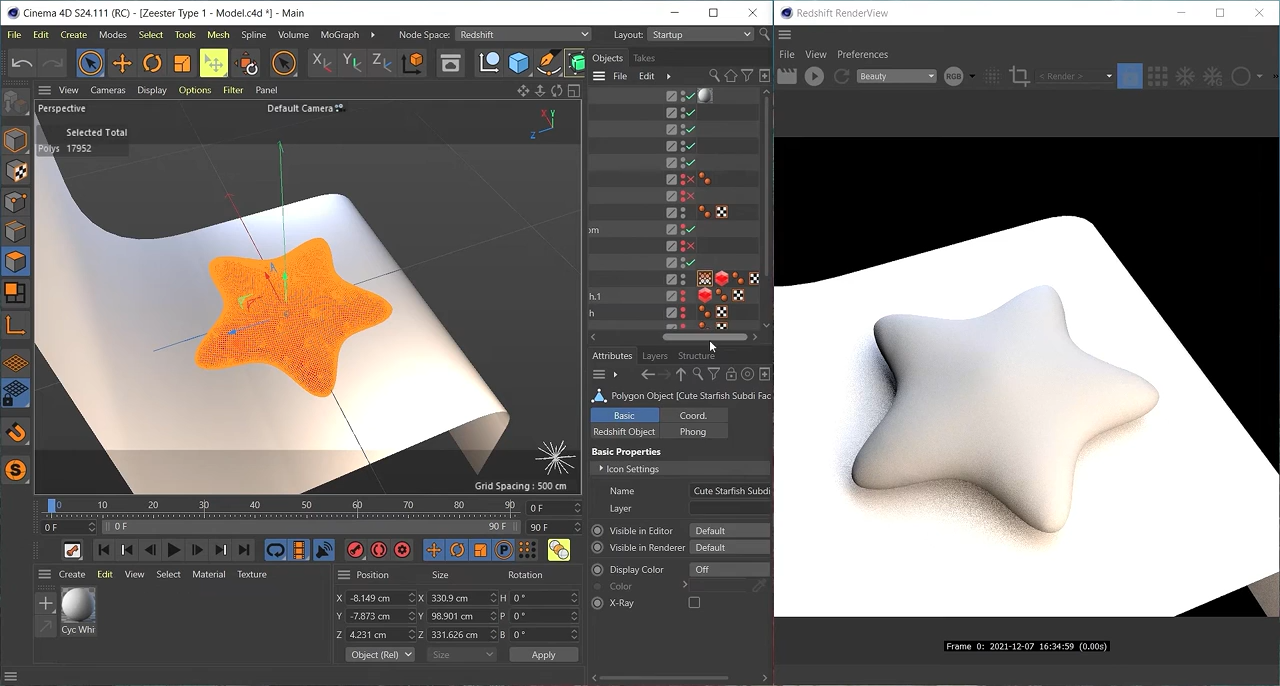 Cinema 4D S24.111 (RC) - [Zeester Type 1 - Model.c4d *] - Main
File Edit Create Modes Select Tools Mesh Spline Volume MoGraph Node Space: Redshift Layout: Startup
X Y Z
View Cameras Display Options Filter Panel
Perspective
Default Camera
X Y
Z
Selected Total
Polys 17952
Grid Spacing : 500 cm
Objects Takes
File Edit
om
h.1
h
Attributes Layers Structure
Polygon Object [Cute Starfish Subdi Fac
Basic Coord.
Redshift Object Phong
Basic Properties
Icon Settings
Name Cute Starfish Subdi
Layer
Visible in Editor Default
Visible in Renderer Default
Display Color Off
Color
X-Ray
0 10 20 30 40 50 60 70 80 90 0 F
0 F 0 F 90 F 90 F
P
Create Edit View Select Material Texture
Cyc Whi
Position Size Rotation
X -8.149 cm X 330.9 cm H 0 °
Y -7.873 cm Y 98.901 cm P 0 °
Z 4.231 cm Z 331.626 cm B 0 °
Object (Rel) Size Apply
S
Redshift RenderView
File View Preferences
Beauty RGB < Render >
Frame 0: 2021-12-07 16:34:59 (0.00s)